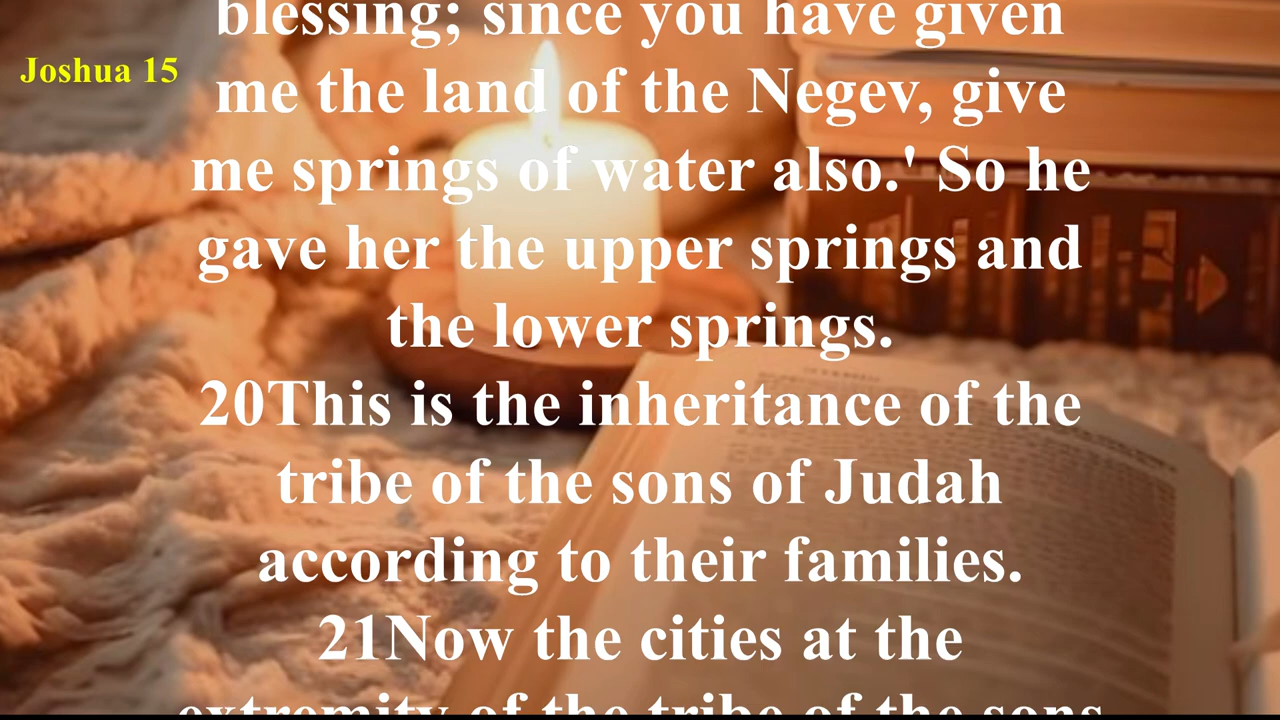 blessing; since you have given
Joshua 15
me the land of the Negev, give
me springs of water also.' So he
gave her the upper springs and
the lower springs.
20This is the inheritance of the
tribe of the sons of Judah
according to their families.
21Now the cities at the
extremity of the tribe of the sons